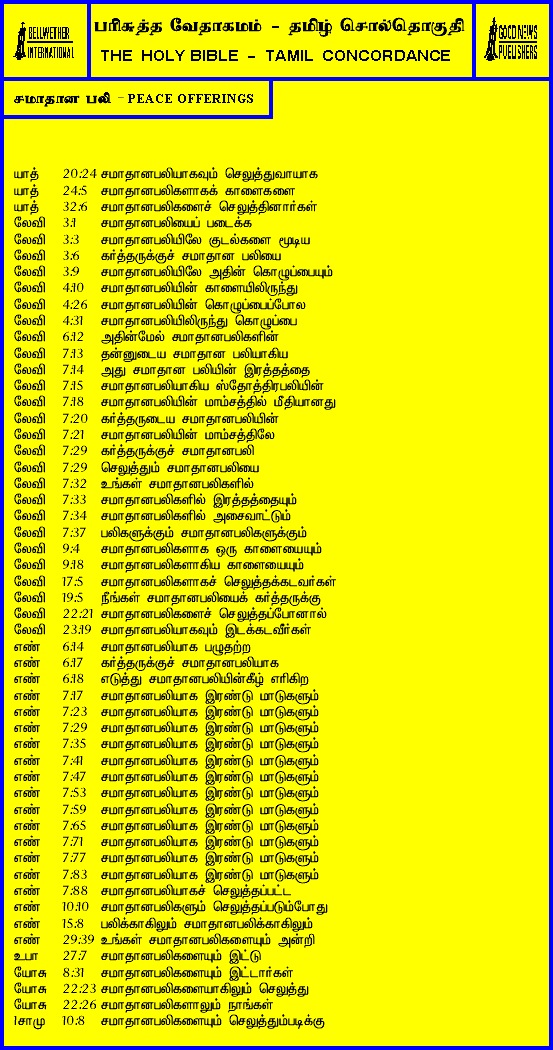 BELLWETHER
INTERNATIONAL
பரிசுத்த வேதாகமம் - தமிழ் சொல்தொகுதி
THE HOLY BIBLE - TAMIL CONCORDANCE
GOOD NEWS
PUBLISHERS
சமாதான பலி - PEACE OFFERINGS
யாத் 20:24 சமாதானபலியாகவும் செலுத்துவாயாக
யாத் 24:5 சமாதானபலிகளாகக் காளைகளை
யாத் 32:6 சமாதானபலிகளைச் செலுத்தினார்கள்
லேவி 3:1 சமாதானபலியைப் படைக்க
லேவி 3:3 சமாதானபலியிலே குடல்களை மூடிய
லேவி 3:6 கர்த்தருக்குச் சமாதான பலியை
லேவி 3:9 சமாதானபலியிலே அதின் கொழுப்பையும்
லேவி 4:10 சமாதானபலியின் காளையிலிருந்து
லேவி 4:26 சமாதானபலியின் கொழுப்பைப்போல
லேவி 4:31 சமாதானபலியிலிருந்து கொழுப்பை
லேவி 6:12 அதின்மேல் சமாதானபலிகளின்
லேவி 7:13 தன்னுடைய சமாதான பலியாகிய
லேவி 7:14 அது சமாதான பலியின் இரத்தத்தை
லேவி 7:15 சமாதானபலியாகிய ஸ்தோத்திரபலியின்
லேவி 7:18 சமாதானபலியின் மாம்சத்தில் மீதியானது
லேவி 7:20 கர்த்தருடைய சமாதானபலியின்
லேவி 7:21 சமாதானபலியின் மாம்சத்திலே
லேவி 7:29 கர்த்தருக்குச் சமாதானபலி
லேவி 7:29 செலுத்தும் சமாதானபலியை
லேவி 7:32 உங்கள் சமாதானபலிகளில்
லேவி 7:33 சமாதானபலிகளில் இரத்தத்தையும்
லேவி 7:34 சமாதானபலிகளில் அசைவாட்டும்
லேவி 7:37 பலிகளுக்கும் சமாதானபலிகளுக்கும்
லேவி 9:4 சமாதானபலிகளாக ஒரு காளையையும்
லேவி 9:18 சமாதானபலிகளாகிய காளையையும்
லேவி 17:5 சமாதானபலிகளாகச் செலுத்தக்கடவர்கள்
லேவி 19:5 நீங்கள் சமாதானபலியைக் கர்த்தருக்கு
லேவி 22:21 சமாதானபலிகளைச் செலுத்தப்போனால்
லேவி 23:19 சமாதானபலியாகவும் இடக்கடவீர்கள்
எண் 6:14 சமாதானபலியாக பழுதற்ற
எண் 6:17 கர்த்தருக்குச் சமாதானபலியாக
எண் 6:18 எடுத்து சமாதானபலியின்கீழ் எரிகிற
எண் 7:17 சமாதானபலியாக இரண்டு மாடுகளும்
எண் 7:23 சமாதானபலியாக இரண்டு மாடுகளும்
எண் 7:29 சமாதானபலியாக இரண்டு மாடுகளும்
எண் 7:35 சமாதானபலியாக இரண்டு மாடுகளும்
எண் 7:41 சமாதானபலியாக இரண்டு மாடுகளும்
எண் 7:47 சமாதானபலியாக இரண்டு மாடுகளும்
எண் 7:53 சமாதானபலியாக இரண்டு மாடுகளும்
எண் 7:59 சமாதானபலியாக இரண்டு மாடுகளும்
எண் 7:65 சமாதானபலியாக இரண்டு மாடுகளும்
எண் 7:71 சமாதானபலியாக இரண்டு மாடுகளும்
எண் 7:77 சமாதானபலியாக இரண்டு மாடுகளும்
எண் 7:83 சமாதானபலியாக இரண்டு மாடுகளும்
எண் 7:88 சமாதானபலியாகச் செலுத்தப்பட்ட
எண் 10:10 சமாதானபலிகளும் செலுத்தப்படும்போது
எண் 15:8 பலிக்காகிலும் சமாதானபலிக்காகிலும்
எண் 29:39 உங்கள் சமாதானபலிகளையும் அன்றி
உபா 27:7 சமாதானபலிகளையும் இட்டு
யோசு 8:31 சமாதானபலிகளையும் இட்டார்கள்
யோசு 22:23 சமாதானபலிகளையாகிலும் செலுத்து
யோசு 22:26 சமாதானபலிகளாலும் நாங்கள்
1சாமு 10:8 சமாதானபலிகளையும் செலுத்தும்படிக்கு